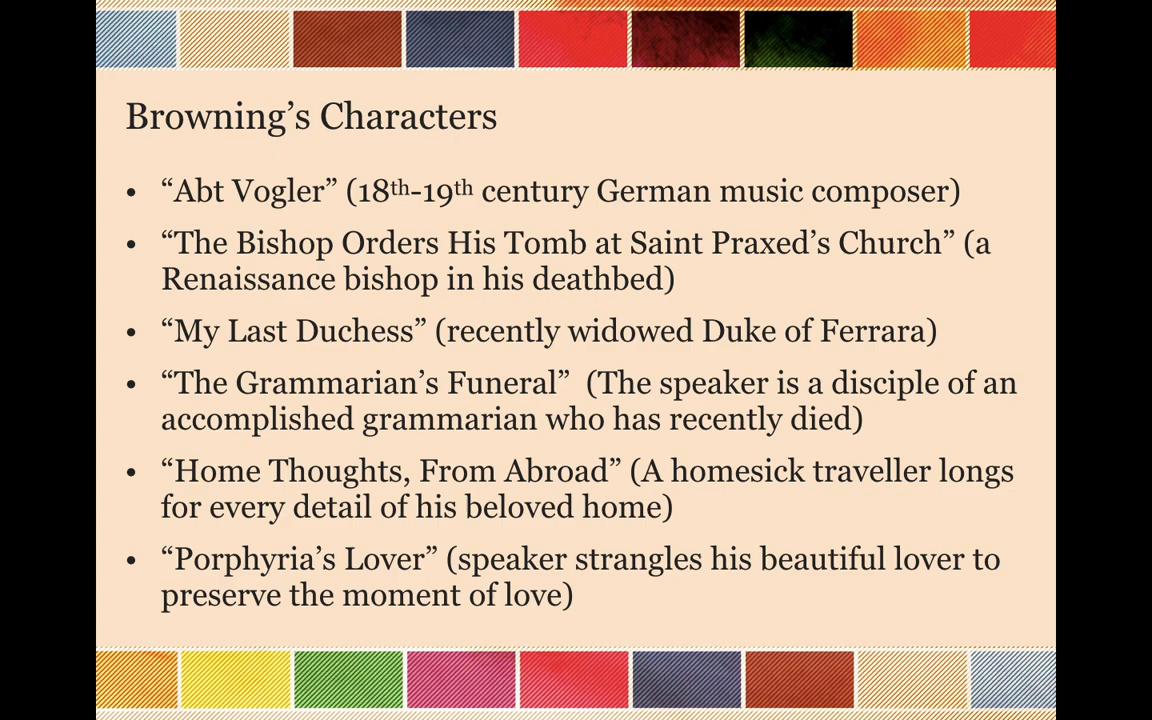 Browning’s Characters
• “Abt Vogler” (18th-19th century German music composer)
• “The Bishop Orders His Tomb at Saint Praxed’s Church” (a
Renaissance bishop in his deathbed)
• “My Last Duchess” (recently widowed Duke of Ferrara)
• “The Grammarian’s Funeral”  (The speaker is a disciple of an
accomplished grammarian who has recently died)
• “Home Thoughts, From Abroad” (A homesick traveller longs
for every detail of his beloved home)
• “Porphyria’s Lover” (speaker strangles his beautiful lover to
preserve the moment of love)